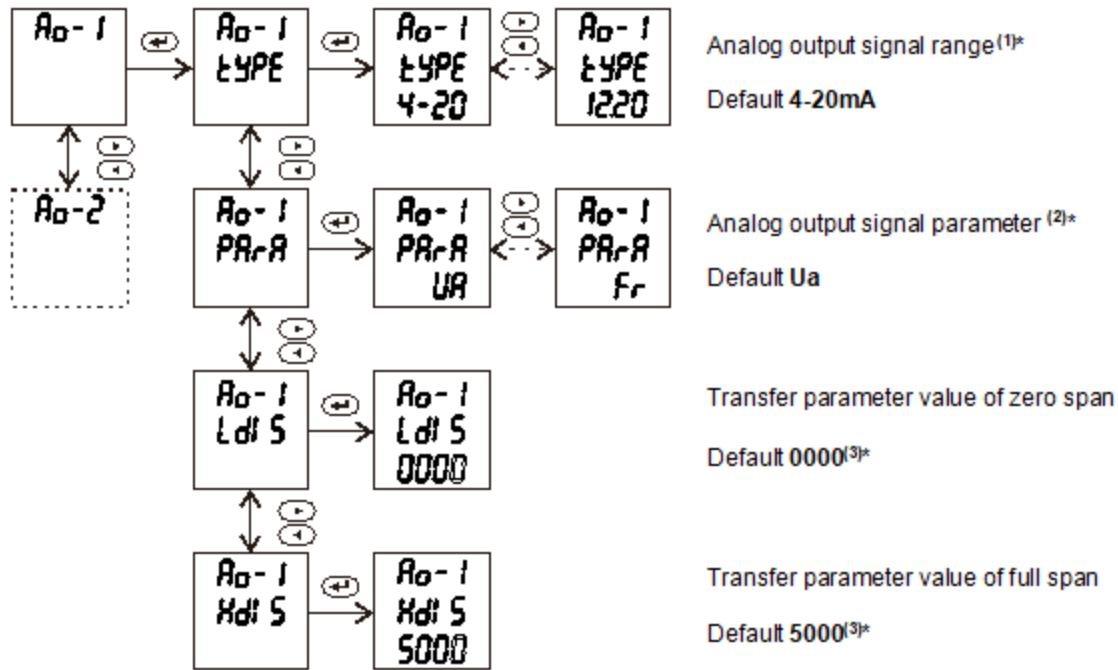 Ao-1
Ao-1
tYPE
Ao-1
tYPE
4-20
Ao-1
tYPE
12.20
Analog output signal range(1)*
Default 4-20mA
Ao-2
Ao-1
PArA
Ao-1
PArA
UA
Ao-1
PArA
Fr
Analog output signal parameter (2)*
Default Ua
Ao-1
LdIS
Ao-1
LdIS
0000
Transfer parameter value of zero span
Default 0000(3)*
Ao-1
HdIS
Ao-1
HdIS
5000
Transfer parameter value of full span
Default 5000(3)*